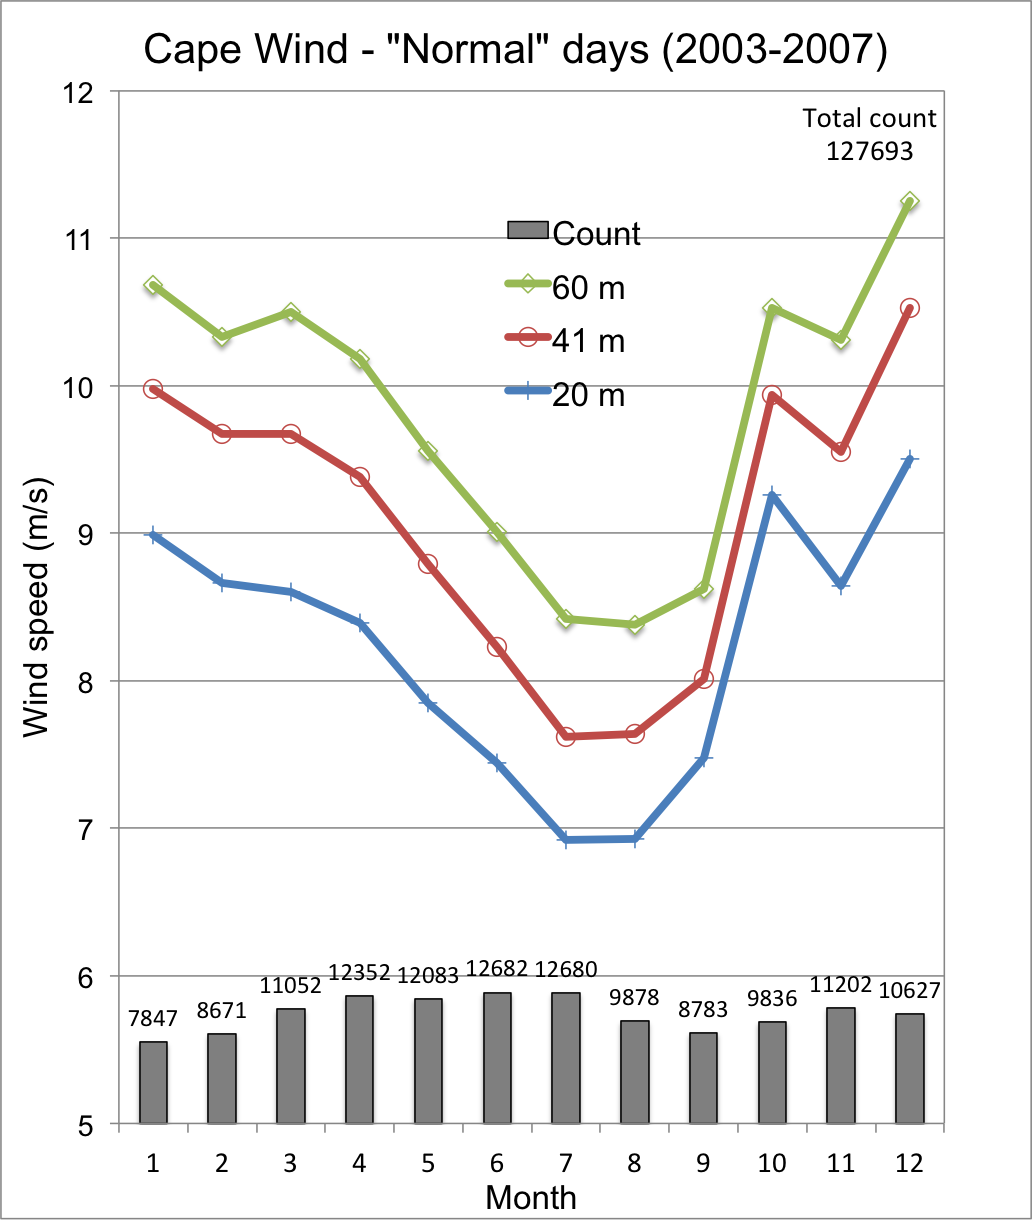 Cape Wind - "Normal" days (2003-2007)
12
Total count
127693
11
Count
60 m
41 m
20 m
10
9
8
7
6
5
Wind speed (m/s)
7847 8671 11052 12352 12083 12682 12680 9878 8783 9836 11202 10627
1 2 3 4 5 6 7 8 9 10 11 12
Month